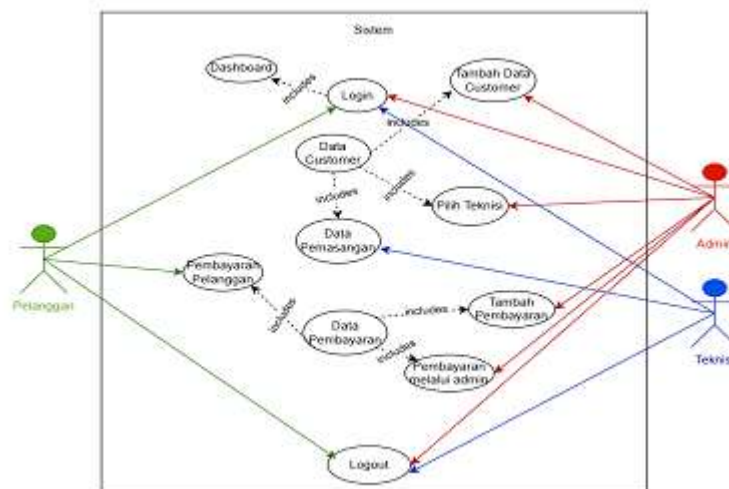 Sistem
Dashboard
includes
Login
Tambah Data
Customer
includes
Data
Customer
includes
includes
Pilih Teknisi
Data
Pemasangan
Admin
Pelanggan
Pembayaran
Pelanggan
includes
Data
Pembayaran
includes
Tambah
Pembayaran
includes
Pembayaran
melalui admin
Teknisi
Logout